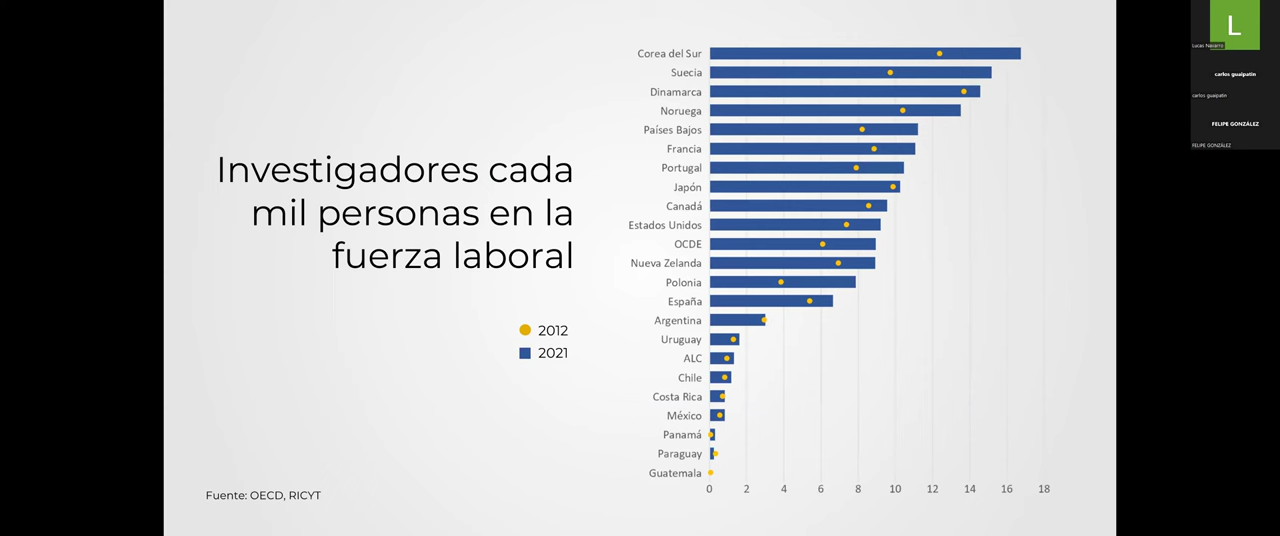 Investigadores cada
mil personas en la
fuerza laboral
2012
2021
Fuente: OECD, RICYT
Corea del Sur
Suecia
Dinamarca
Noruega
Países Bajos
Francia
Portugal
Japón
Canadá
Estados Unidos
OCDE
Nueva Zelanda
Polonia
España
Argentina
Uruguay
ALC
Chile
Costa Rica
México
Panamá
Paraguay
Guatemala
0 2 4 6 8 10 12 14 16 18
L
Lucas Navarro
carlos guaipatin
carlos guaipatin
FELIPE GONZÁLEZ
FELIPE GONZÁLEZ